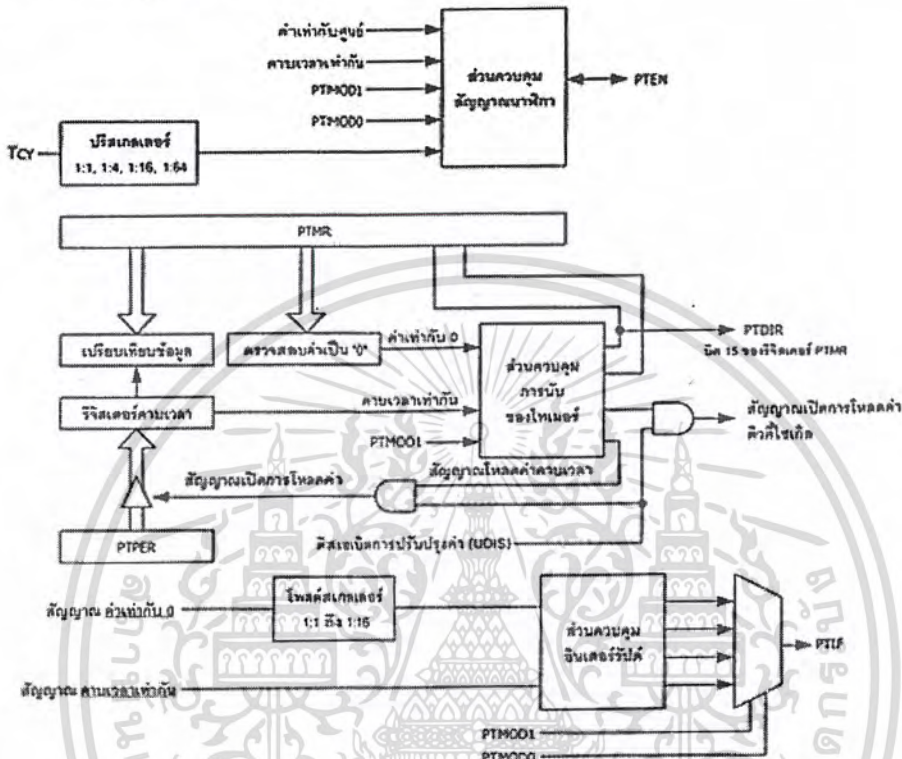 ค่าเท่ากับศูนย์
คาบเวลาเท่ากัน
PTMOD1
PTMOD0
ส่วนควบคุม
สัญญาณนาฬิกา
PTEN
TCY
ปริสเกลเลอร์
1:1, 1:4, 1:16, 1:64
PTMR
เปรียบเทียบข้อมูล
ตรวจสอบค่าเป็น "0"
ค่าเท่ากับ 0
ส่วนควบคุม
การนับ
ของไทเมอร์
PTDIR
บิต 15 ของรีจิสเตอร์ PTMR
รีจิสเตอร์คาบเวลา
คาบเวลาเท่ากัน
PTMOD1
สัญญาณเปิดการโหลดค่า
ดิวตี้ไซเกิล
สัญญาณโหลดค่าคาบเวลา
สัญญาณเปิดการโหลดค่า
PTPER
ดิสเอเบิลการปรับปรุงค่า (UDIS)
สัญญาณ ค่าเท่ากับ 0
โพสต์สเกลเลอร์
1:1 ถึง 1:16
ส่วนควบคุม
อินเตอร์รัปต์
PTIF
สัญญาณ คาบเวลาเท่ากัน
PTMOD1
PTMOD0